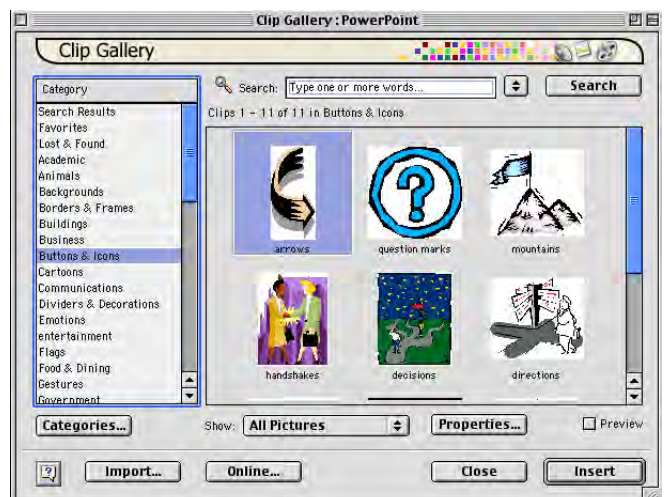 Clip Gallery : PowerPoint
Clip Gallery
Category
Search Results
Favorites
Lost & Found
Academic
Animals
Backgrounds
Borders & Frames
Buildings
Business
Buttons & Icons
Cartoons
Communications
Dividers & Decorations
Emotions
entertainment
Flags
Food & Dining
Gestures
Government
Search: Type one or more words... Search
Clips 1 - 11 of 11 in Buttons & Icons
arrows question marks mountains
handshakes decisions directions
Categories... Show: All Pictures Properties... Preview
Import... Online... Close Insert